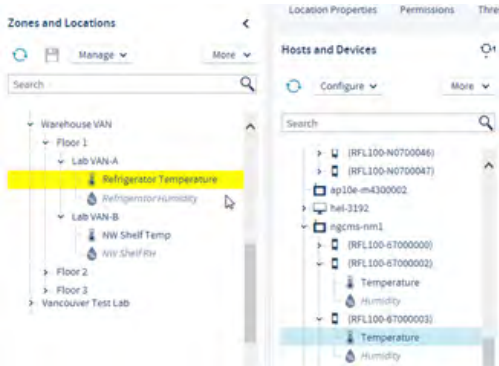 Zones and Locations
Manage
More
Search
Warehouse VAN
Floor 1
Lab VAN-A
Refrigerator Temperature
Refrigerator Humidity
Lab VAN-B
NW Shelf Temp
NW Shelf RH
Floor 2
Floor 3
Vancouver Test Lab
Location Properties Permissions Thre
Hosts and Devices
Configure
More
Search
(RFL100-N0700046)
(RFL100-N0700047)
ap10e-m4300002
hel-3192
ngcms-nm1
(RFL100-67000000)
(RFL100-67000002)
Temperature
Humidity
(RFL100-67000003)
Temperature
Humidity